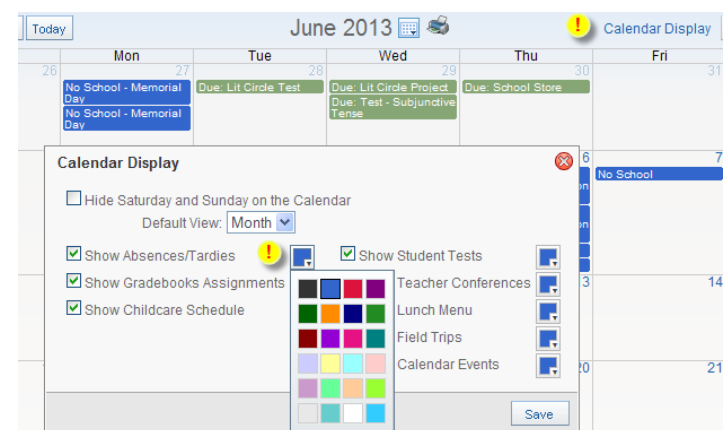 Today
June 2013
! Calendar Display
Mon Tue Wed Thu Fri
26 27 28 29 30 31
No School - Memorial Day
No School - Memorial Day
Due: Lit Circle Test
Due: Lit Circle Project
Due: Test - Subjunctive Tense
Due: School Store
6 7
No School
on
on
Calendar Display
Hide Saturday and Sunday on the Calendar
Default View: Month
Show Absences/Tardies ! Show Student Tests
Show Gradebooks Assignments Teacher Conferences
Show Childcare Schedule Lunch Menu
Field Trips
Calendar Events
3 14
20 21
Save